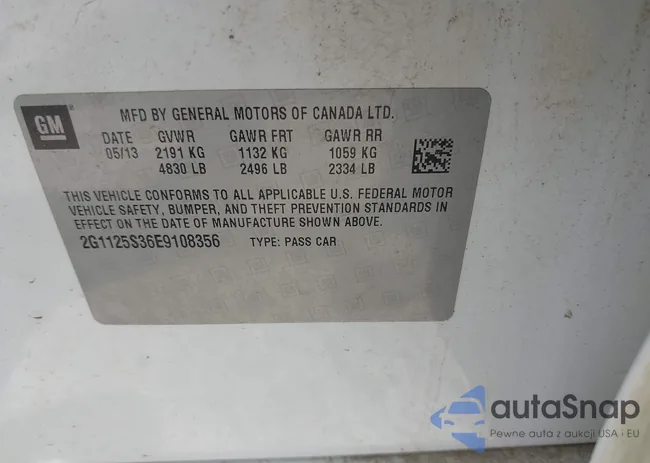 GM
MFD BY GENERAL MOTORS OF CANADA LTD.
DATE GVWR GAWR FRT GAWR RR
05/13 2191 KG 1132 KG 1059 KG
4830 LB 2496 LB 2334 LB
THIS VEHICLE CONFORMS TO ALL APPLICABLE U.S. FEDERAL MOTOR
VEHICLE SAFETY, BUMPER, AND THEFT PREVENTION STANDARDS IN
EFFECT ON THE DATE OF MANUFACTURE SHOWN ABOVE.
2G1125S36E9108356 TYPE: PASS CAR
autaSnap
Pewne auta z aukcji USA i EU